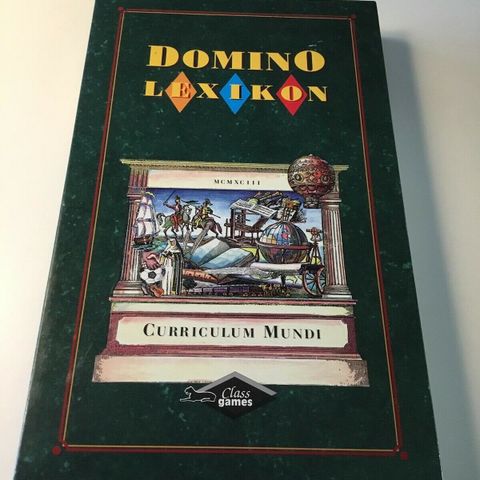 DOMINO
LEXIKON
MCMXCIII
CURRICULUM MUNDI
Class
games